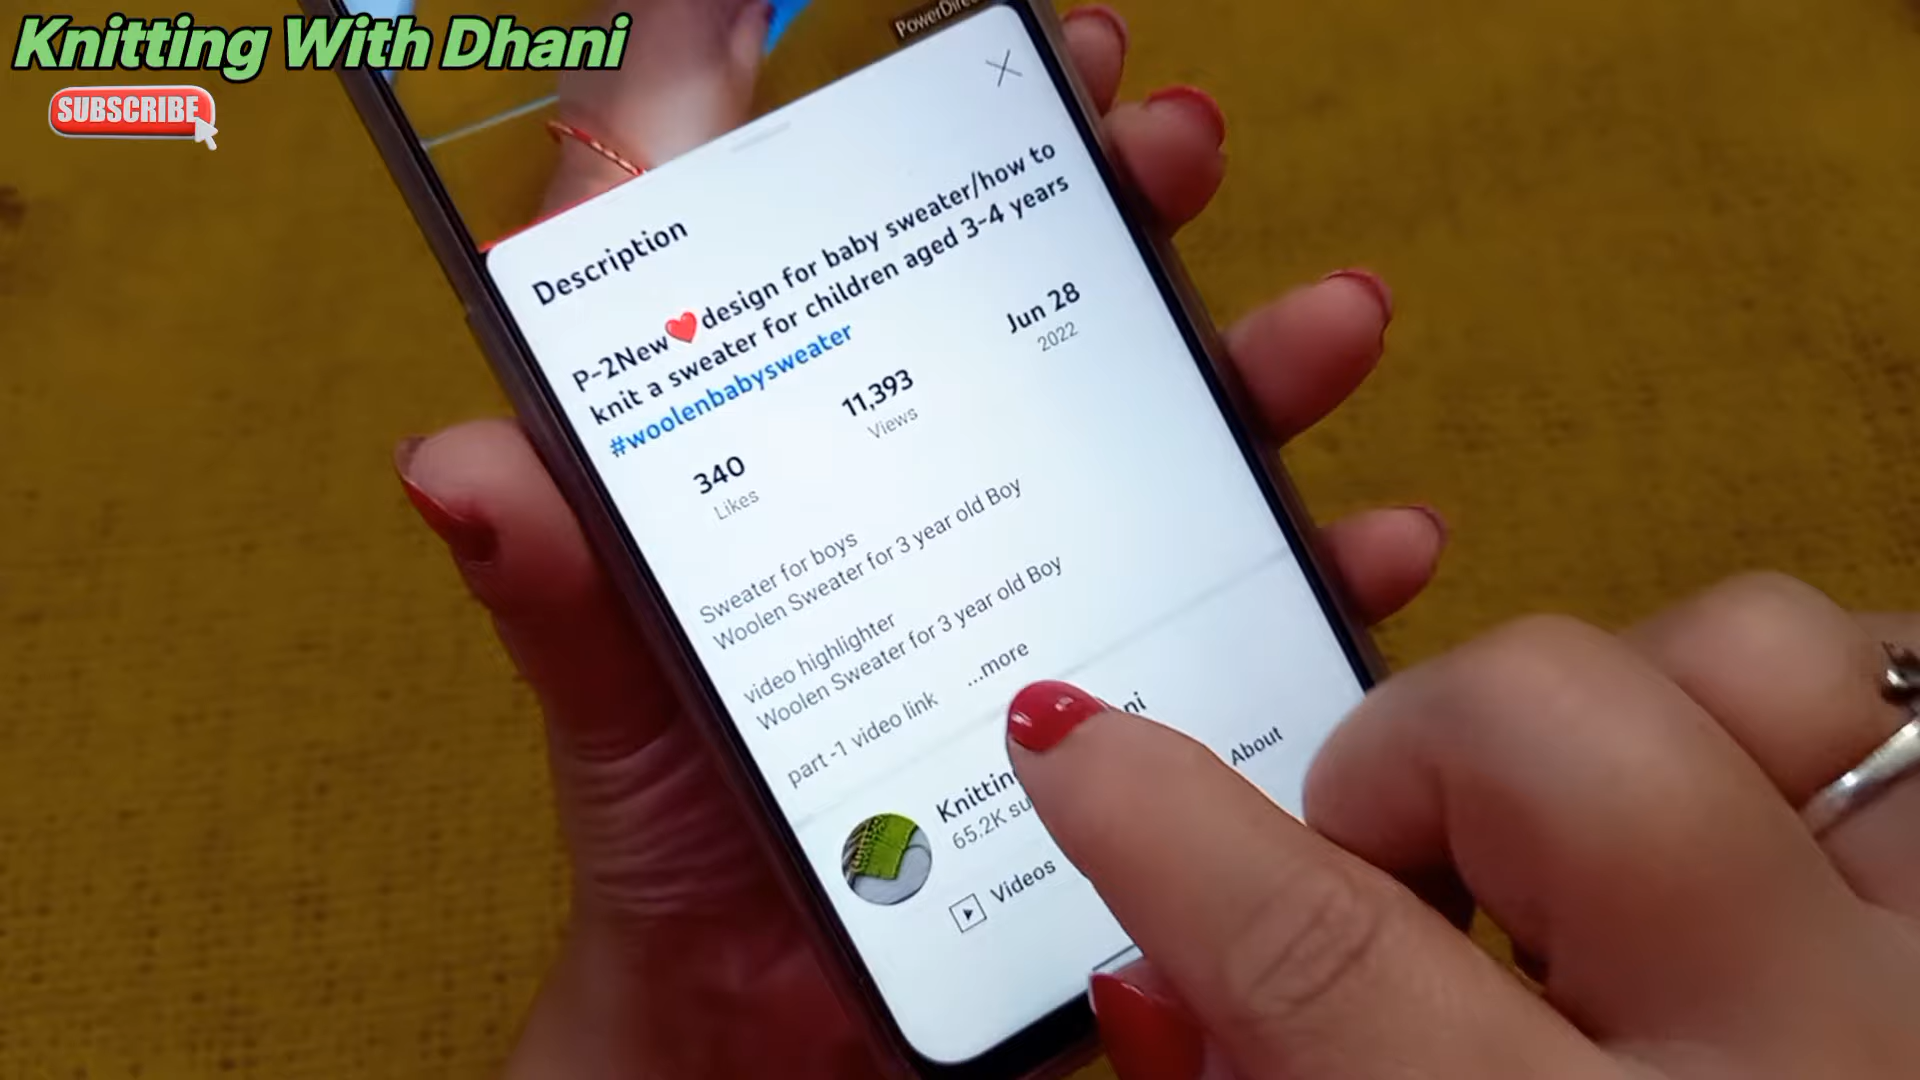 Knitting With Dhani
SUBSCRIBE
Description
P-2New❤️design for baby sweater/how to
knit a sweater for children aged 3-4 years
#woolenbabysweater
340
Likes
11,393
Views
Jun 28
2022
Sweater for boys
Woolen Sweater for 3 year old Boy
video highlighter
Woolen Sweater for 3 year old Boy
part -1 video link ...more
65.2K
Videos
About